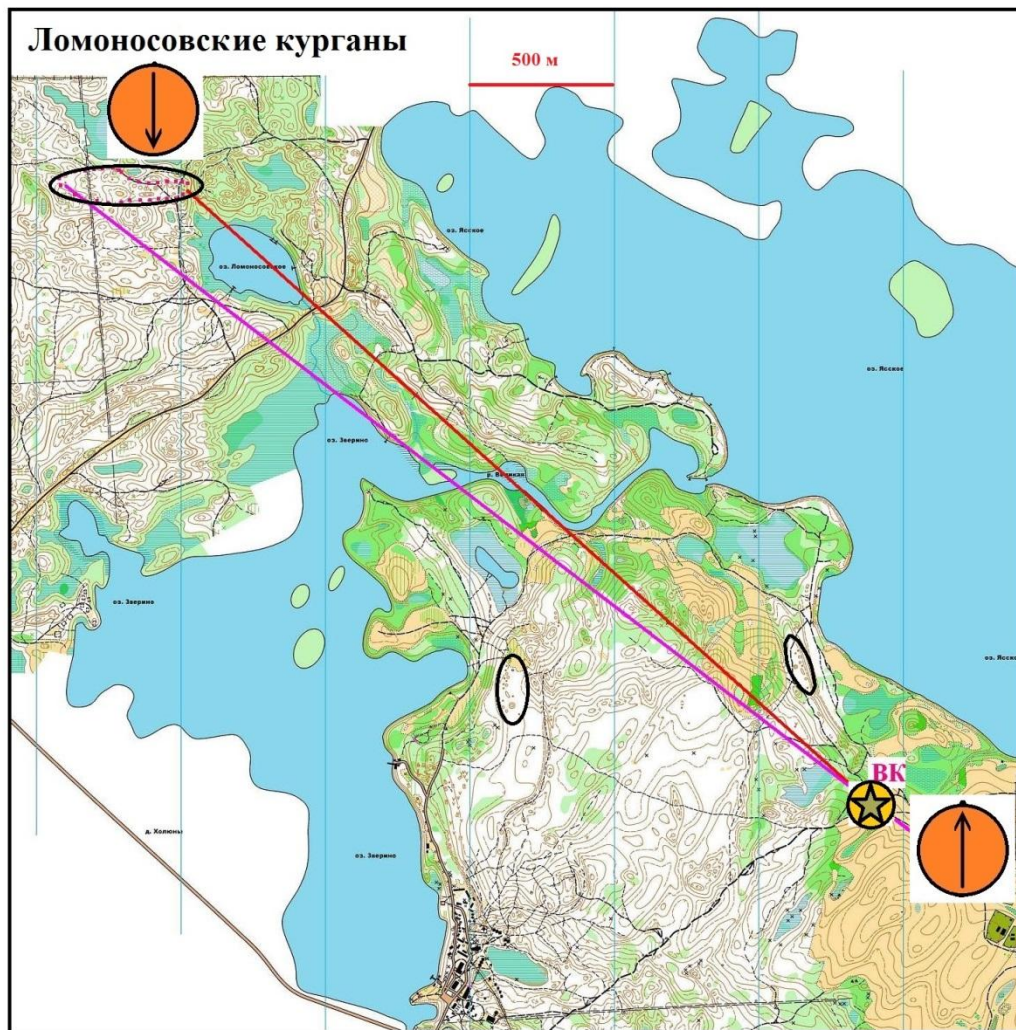 Ломоносовские курганы
500 м
оз. Ясское
оз. Ломоносовское
оз. Ясское
оз. Зверино
р. Великая
оз. Зверино
оз. Ясское
ВК
д. Холюны
оз. Зверино